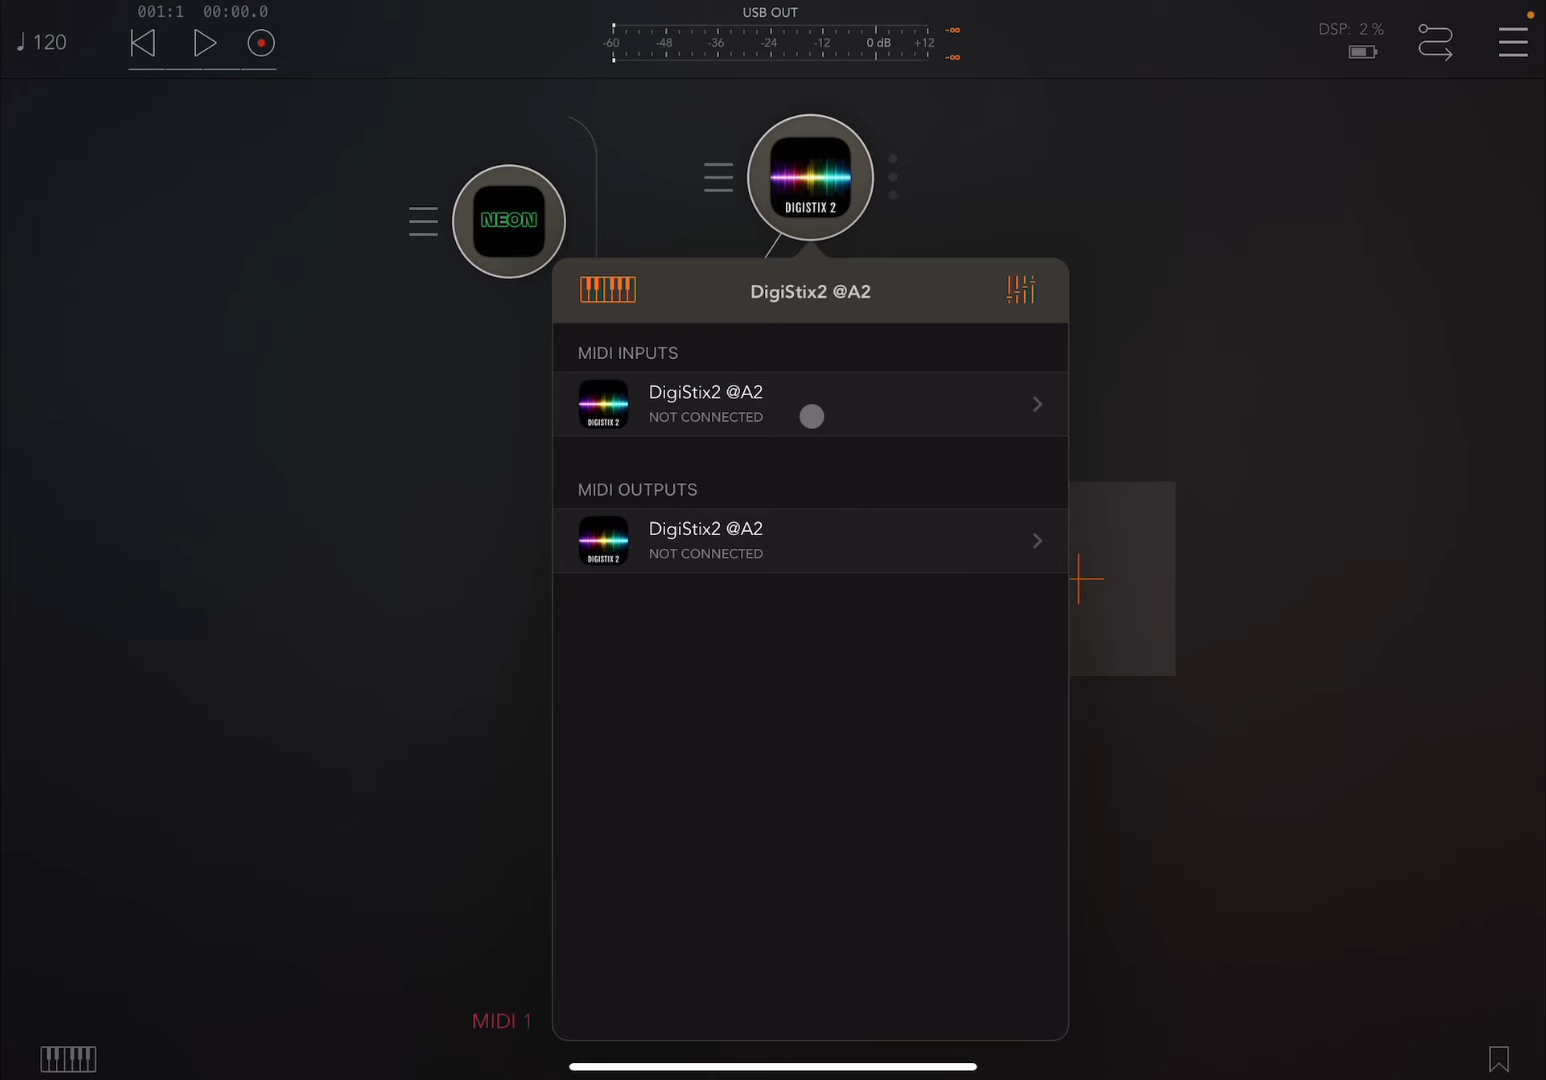 001:1 00:00.0
120
USB OUT
-60 -48 -36 -24 -12 0 dB +12
-∞
-∞
DSP: 2 %
NEON
DIGISTIX 2
DigiStix2 @A2
MIDI INPUTS
DigiStix2 @A2
NOT CONNECTED
DIGISTIX 2
MIDI OUTPUTS
DigiStix2 @A2
NOT CONNECTED
DIGISTIX 2
MIDI 1